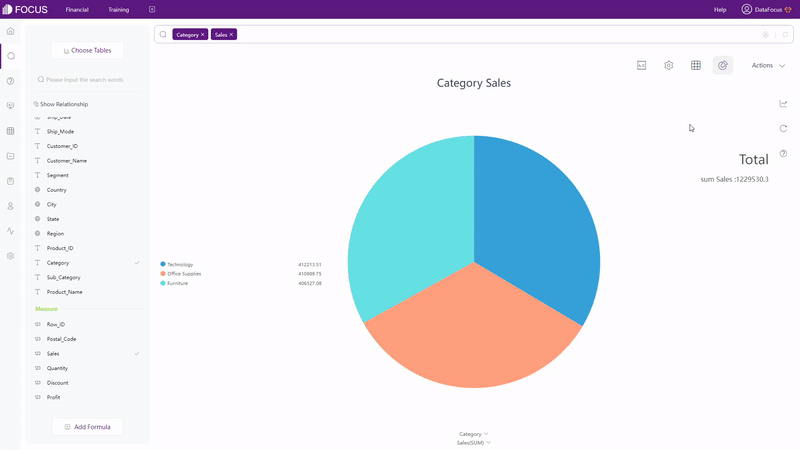 FOCUS Financial Training Help DataFocus
Category Sales
Choose Tables
Please input the search words
Show Relationship
Ship_Date
Ship_Mode
Customer_ID
Customer_Name
Segment
Country
City
State
Region
Product_ID
Category
Sub_Category
Product_Name
Measure
Row_ID
Postal_Code
Sales
Quantity
Discount
Profit
Add Formula
Actions
Category Sales
Total
sum Sales :1229530.3
Technology 412213.51
Office Supplies 410989.75
Furniture 406327.08
Category
Sales(SUM)